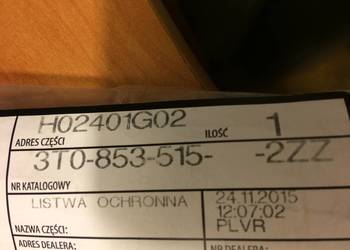 H02401G02
ADRES CZĘŚCI ILOŚĆ 1
3T0-853-515- -2ZZ
NR KATALOGOWY
LISTWA OCHRONNA 24.11.2015
12:07:02
NAZWA CZĘŚCI: PLVR
ADRES DEALERA: NR DEALERA: